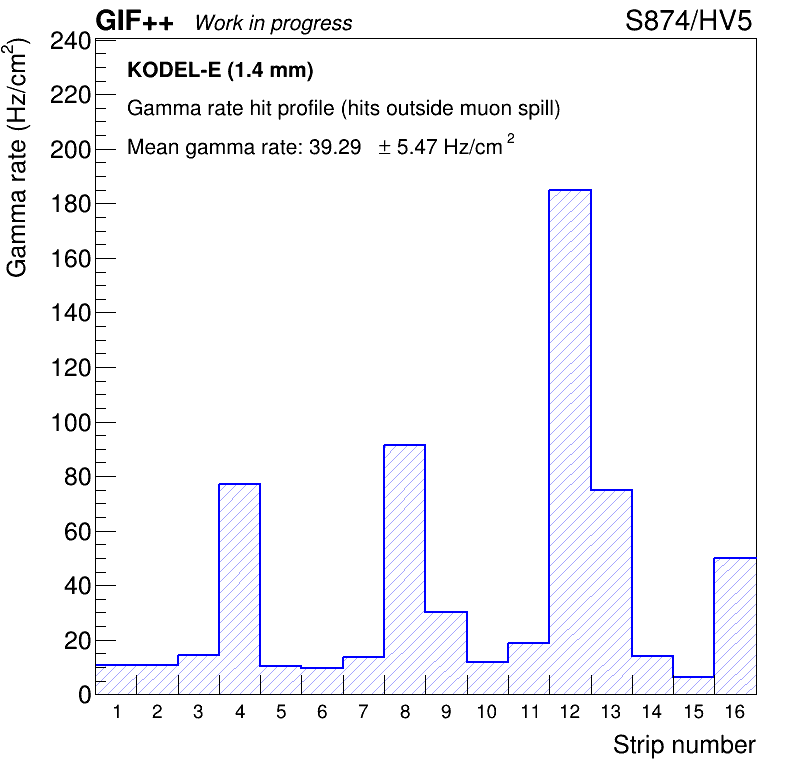 GIF++ Work in progress S874/HV5
Gamma rate (Hz/cm²)
240
220
200
180
160
140
120
100
80
60
40
20
0
KODEL-E (1.4 mm)
Gamma rate hit profile (hits outside muon spill)
Mean gamma rate: 39.29 ± 5.47 Hz/cm²
1 2 3 4 5 6 7 8 9 10 11 12 13 14 15 16
Strip number